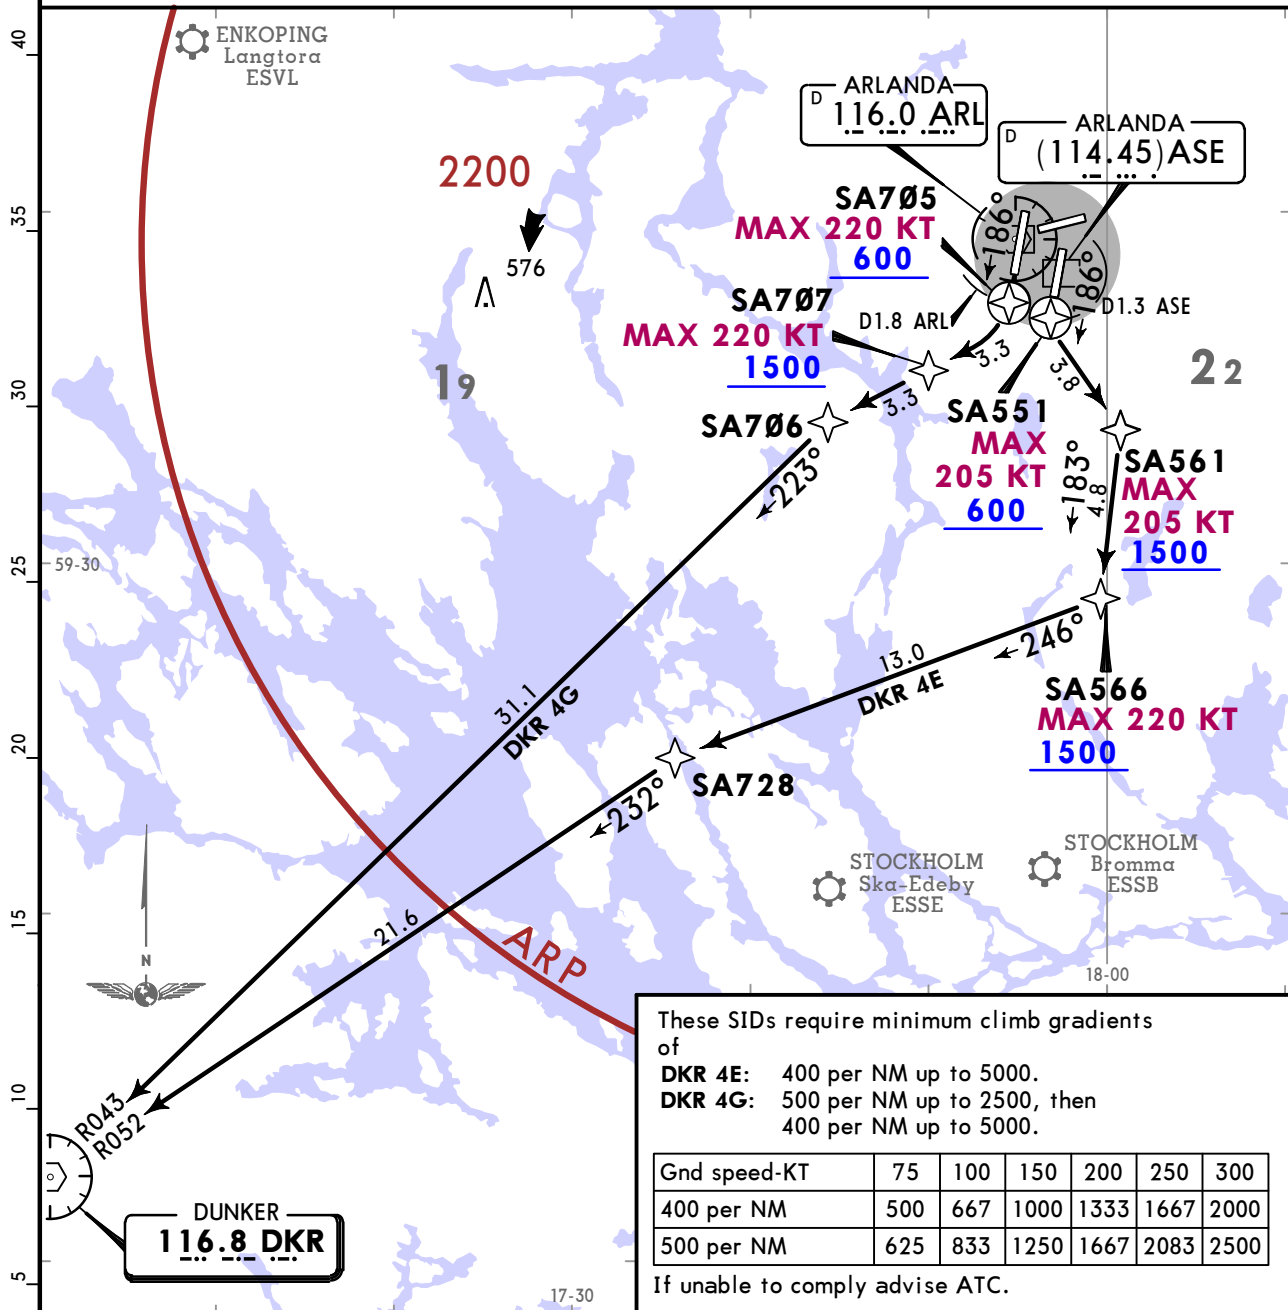 40
ENKOPING
Langtora
ESVL
ARLANDA
D 116.0 ARL
ARLANDA
D (114.45) ASE
35
2200
576
SA7Ø5
MAX 220 KT
600
186°
186°
SA7Ø7
MAX 220 KT
1500
D1.8 ARL
D1.3 ASE
30
19
22
3.3
3.8
3.3
SA7Ø6
223°
SA551
MAX
205 KT
600
183°
4.8
SA561
MAX
205 KT
1500
25
59-30
246°
13.0
DKR 4E
SA566
MAX 220 KT
1500
31.1
DKR 4G
20
SA728
232°
STOCKHOLM
Ska-Edeby
ESSE
STOCKHOLM
Bromma
ESSB
15
21.6
ARP
N
18-00
10
R043
R052
DUNKER
116.8 DKR
5
17-30
These SIDs require minimum climb gradients
of
DKR 4E: 400 per NM up to 5000.
DKR 4G: 500 per NM up to 2500, then
400 per NM up to 5000.
Gnd speed-KT 75 100 150 200 250 300
400 per NM 500 667 1000 1333 1667 2000
500 per NM 625 833 1250 1667 2083 2500
If unable to comply advise ATC.